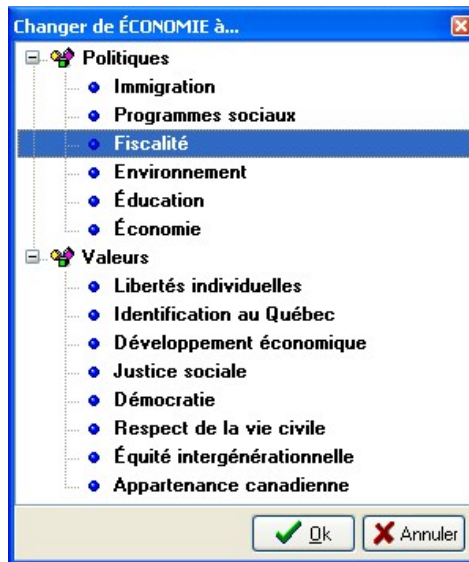 Changer de ÉCONOMIE à...
Politiques
Immigration
Programmes sociaux
Fiscalité
Environnement
Éducation
Économie
Valeurs
Libertés individuelles
Identification au Québec
Développement économique
Justice sociale
Démocratie
Respect de la vie civile
Équité intergénérationnelle
Appartenance canadienne
Ok Annuler